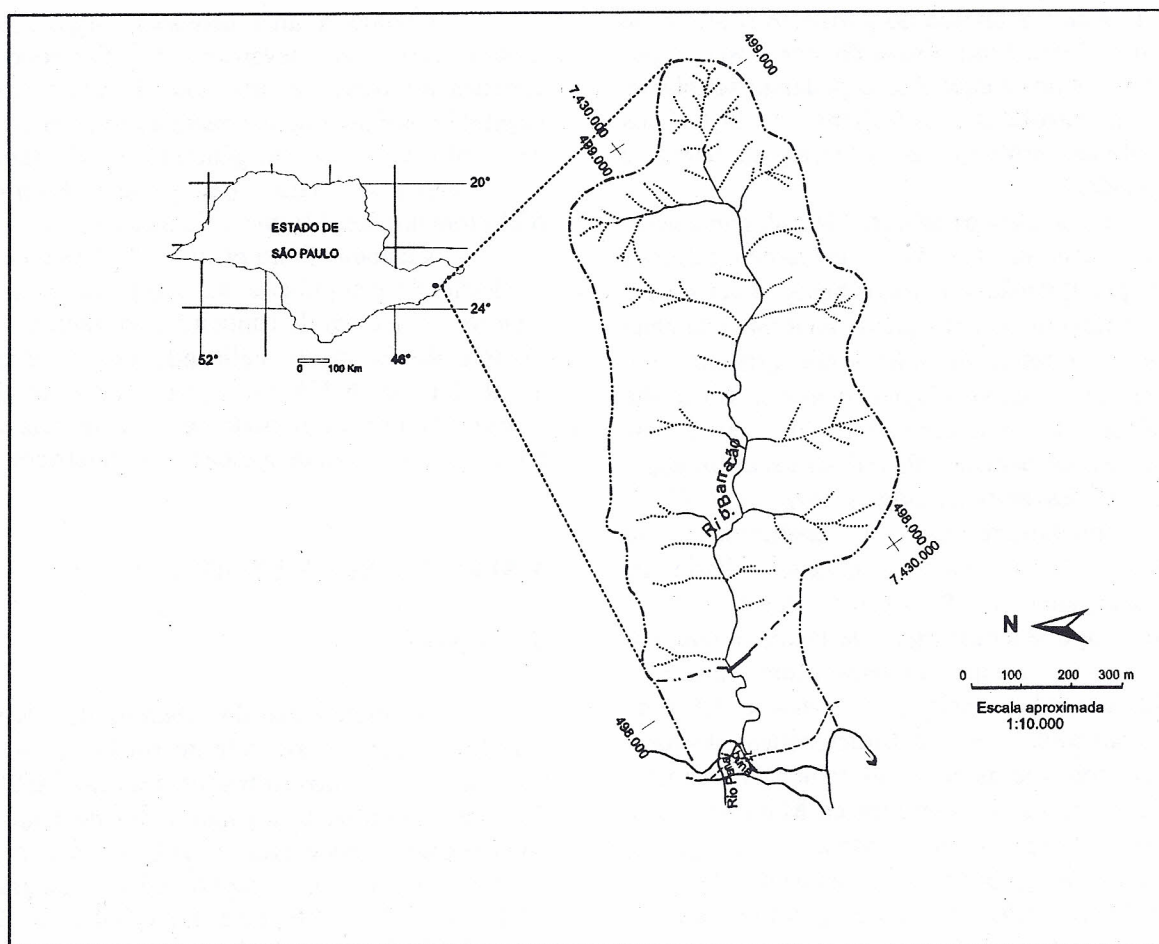 499.000
7.430.000
499.000
20°
ESTADO DE
SÃO PAULO
24°
52°
46°
0 100 Km
Rio Barracão
498.000
7.430.000
N
0 100 200 300 m
Escala aproximada
1:10.000
498.000
Rio